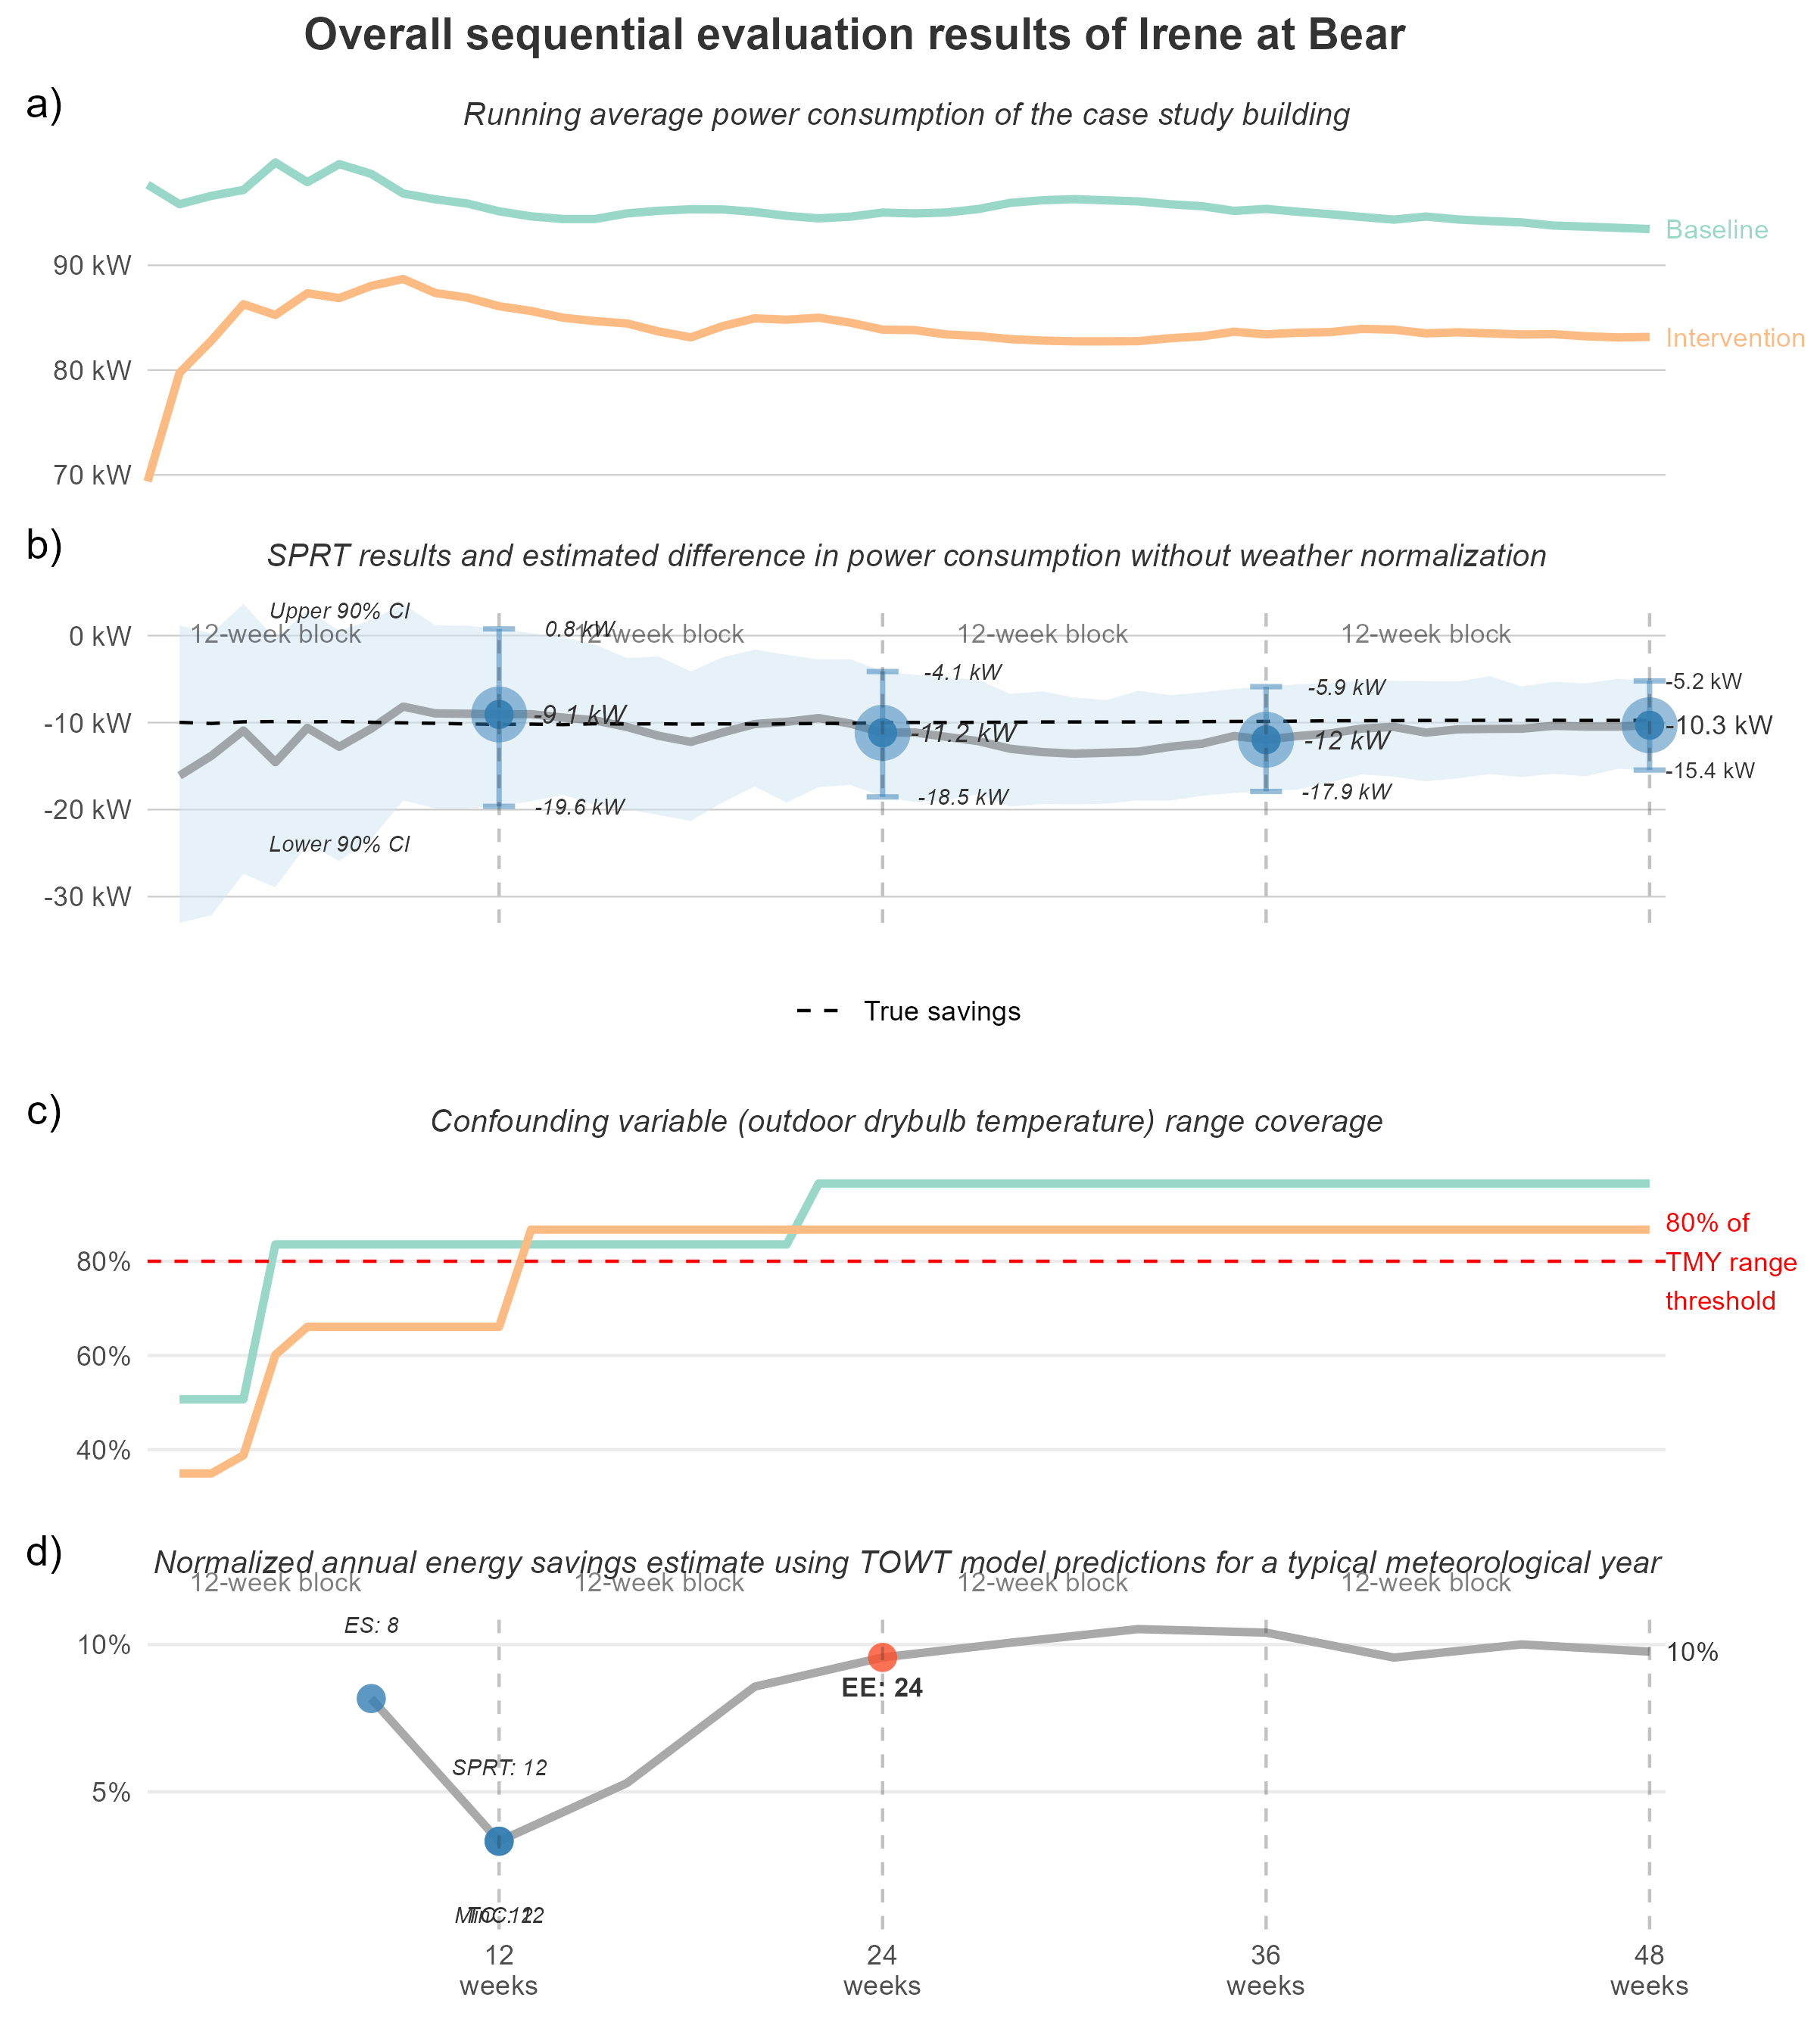 Overall sequential evaluation results of Irene at Bear
a)
Running average power consumption of the case study building
Baseline
90 kW
Intervention
80 kW
70 kW
b)
SPRT results and estimated difference in power consumption without weather normalization
Upper 90% CI
0 kW
12-week block
0.8 kW
12-week block
12-week block
12-week block
-4.1 kW
-5.9 kW
-5.2 kW
-10 kW
-9.1 kW
-11.2 kW
-12 kW
-10.3 kW
-15.4 kW
-20 kW
-19.6 kW
-18.5 kW
-17.9 kW
Lower 90% CI
-30 kW
True savings
c)
Confounding variable (outdoor drybulb temperature) range coverage
80% of
TMY range
threshold
80%
60%
40%
d)
Normalized annual energy savings estimate using TOWT model predictions for a typical meteorological year
12-week block
12-week block
12-week block
12-week block
ES: 8
10%
10%
EE: 24
SPRT: 12
5%
12
weeks
24
weeks
36
weeks
48
weeks